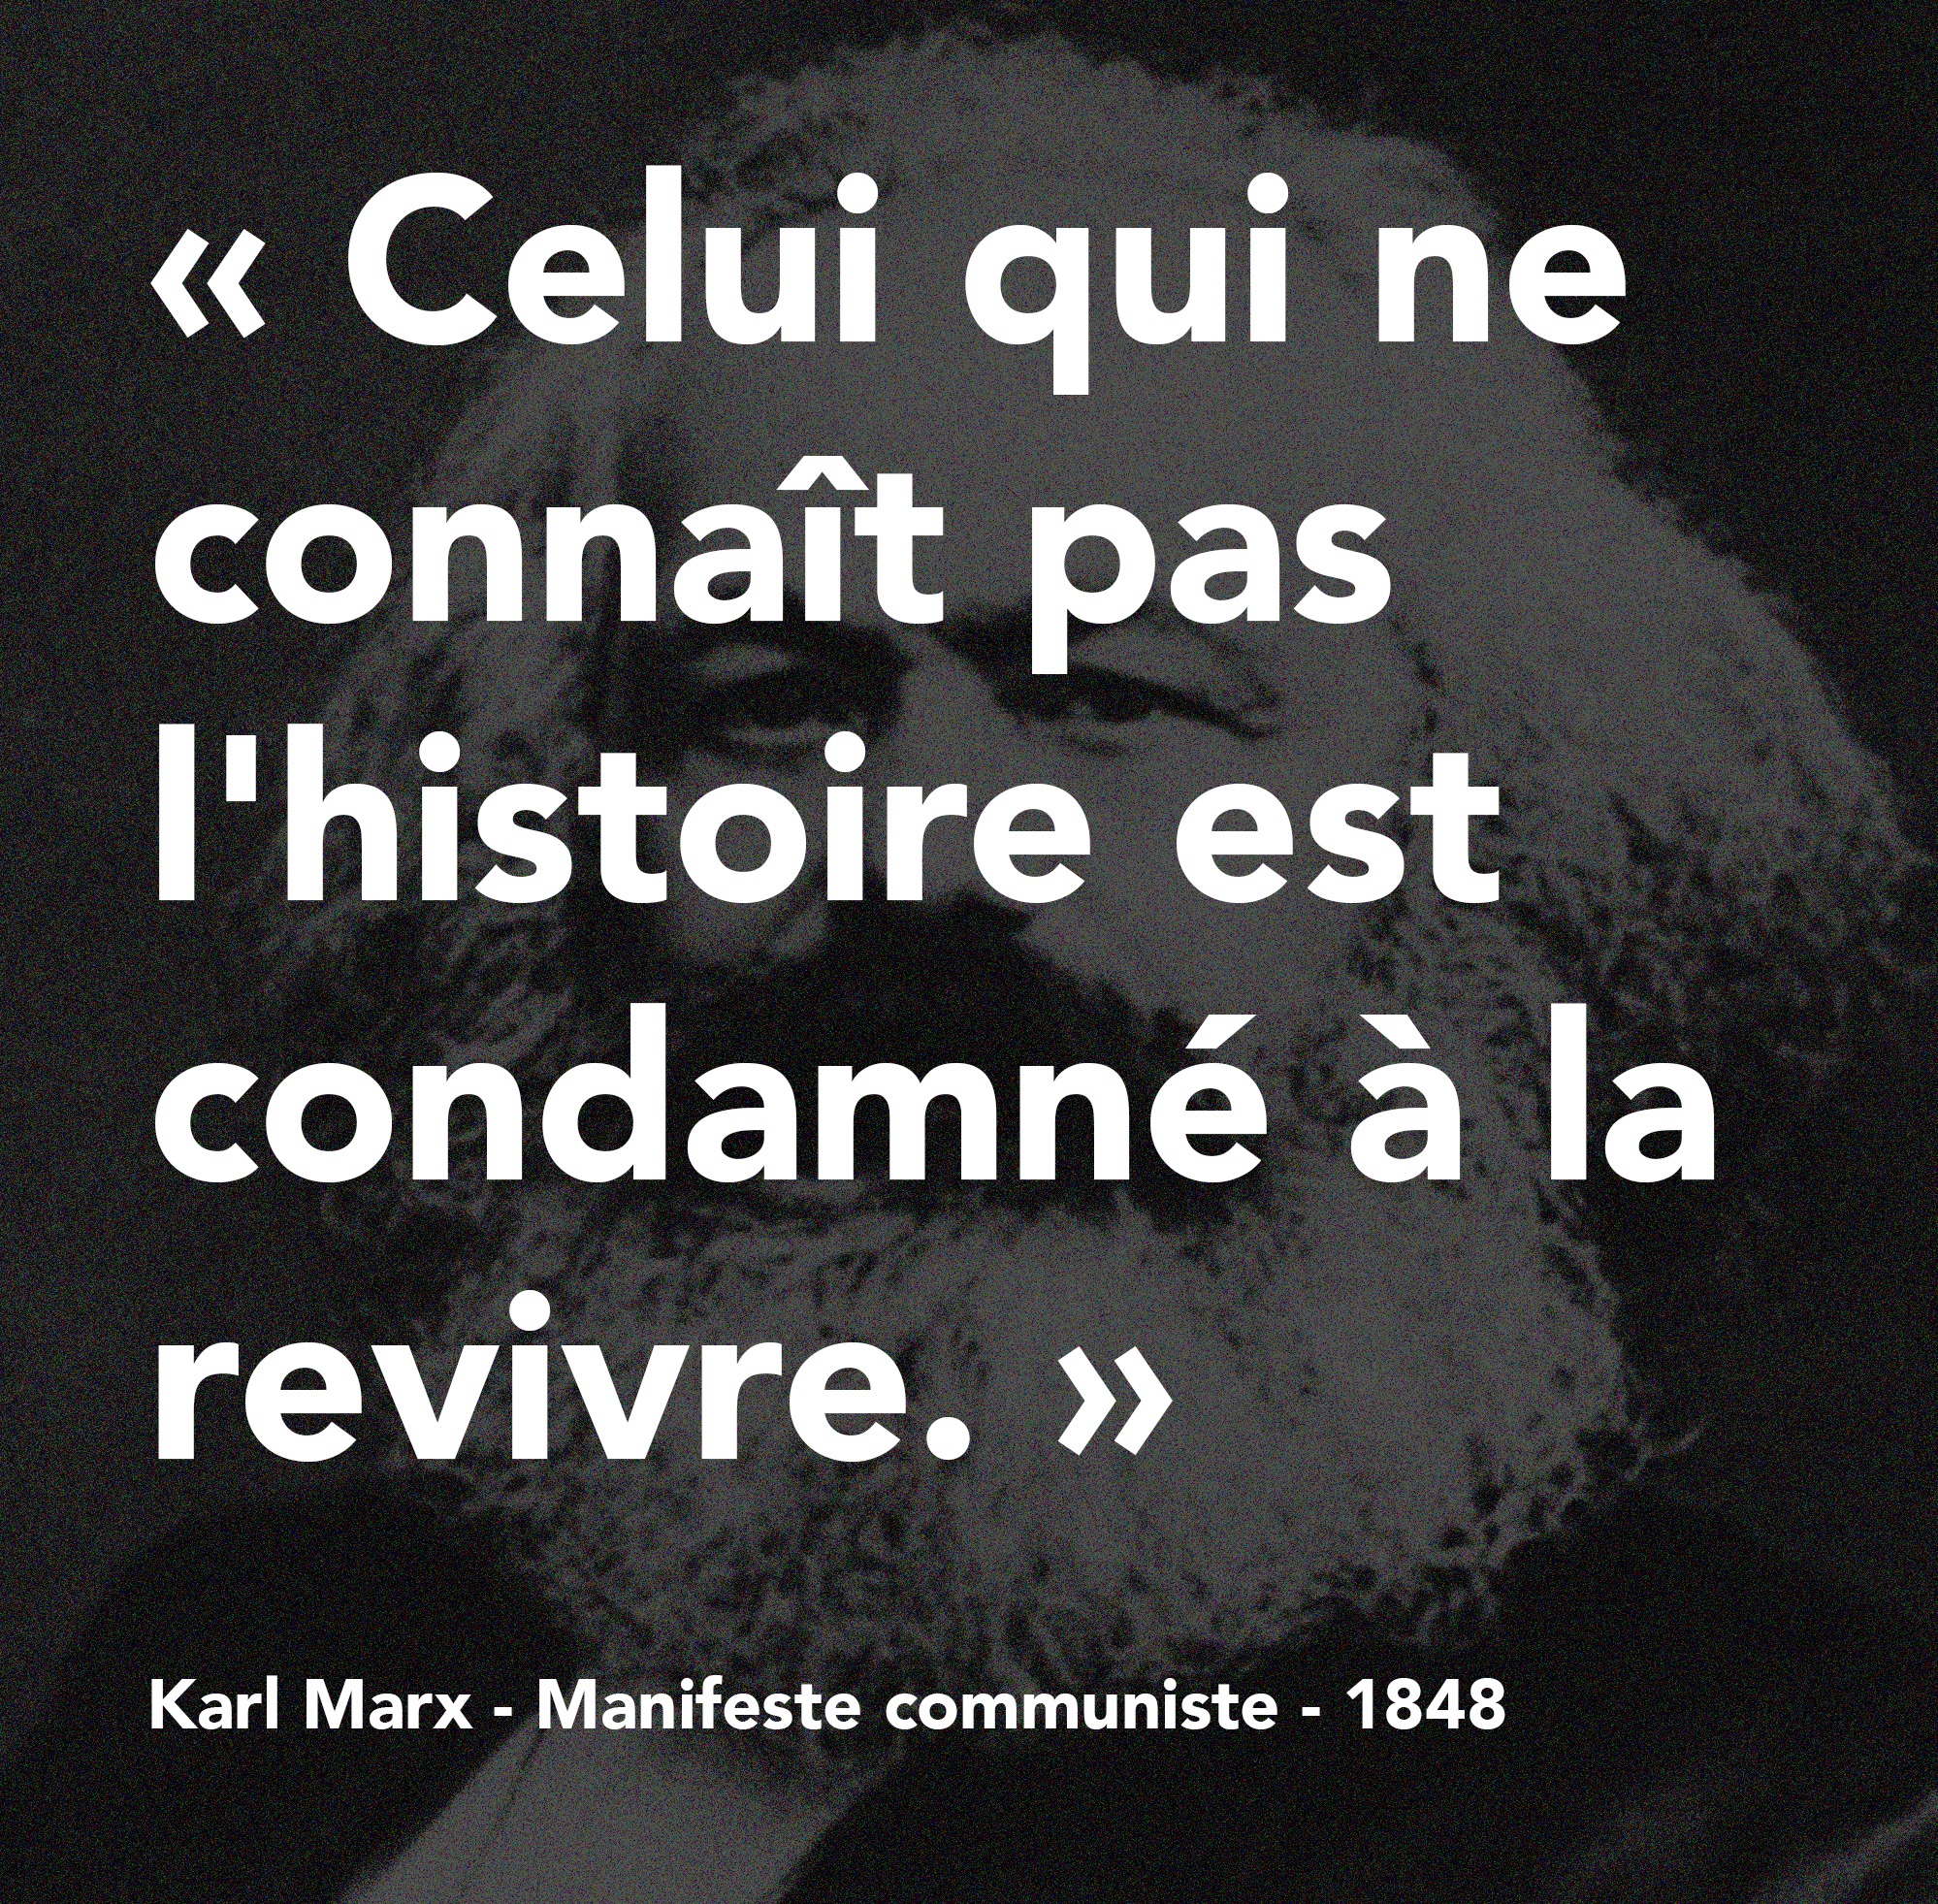 « Celui qui ne
connaît pas
l'histoire est
condamné à la
revivre. »
Karl Marx - Manifeste communiste - 1848